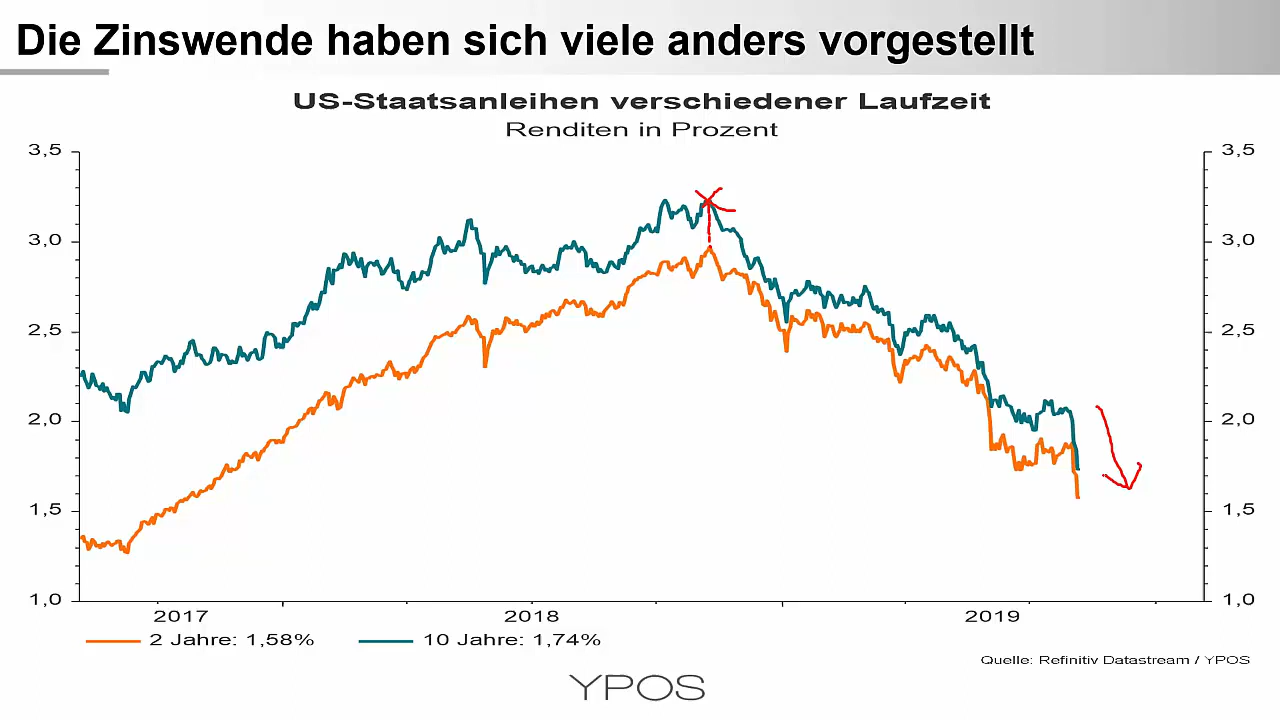 Die Zinswende haben sich viele anders vorgestellt
US-Staatsanleihen verschiedener Laufzeit
Renditen in Prozent
3,5 3,5
3.0 3.0
2.5 2,5
2.0 2.0
1.5 1.5
1,0 1,0
2017 2018 2019
2 Jahre: 1,58% 10 Jahre: 1,74%
Quelle: Refinitiv Datastream / YPOS
YPOS